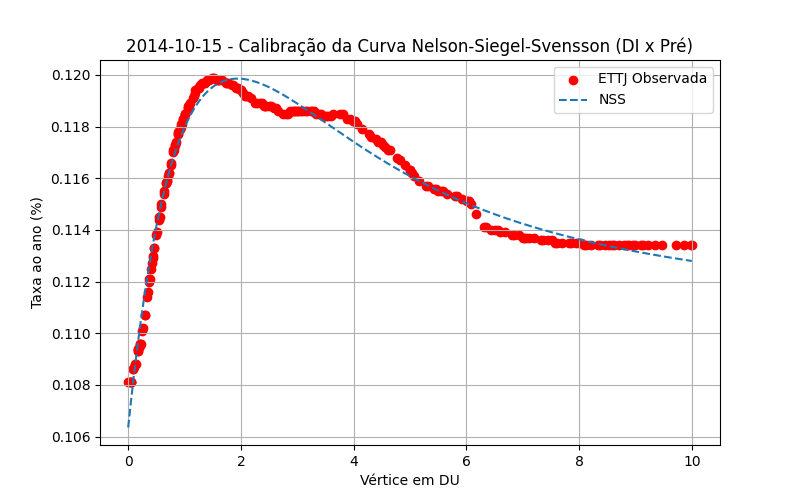 2014-10-15 - Calibração da Curva Nelson-Siegel-Svensson (DI x Pré)
ETTJ Observada
NSS
Taxa ao ano (%)
0.120
0.118
0.116
0.114
0.112
0.110
0.108
0.106
0 2 4 6 8 10
Vértice em DU